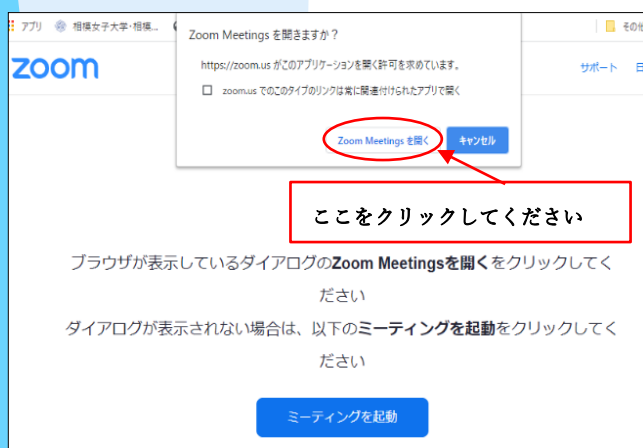 アプリ 相模女子大学・相模...
その他
Zoom Meetings を開きますか？
https://zoom.us がこのアプリケーションを開く許可を求めています。
zoom.us でのこのタイプのリンクは常に関連付けられたアプリで開く
Zoom Meetings を開く キャンセル
zoom
サポート 日
ここをクリックしてください
ブラウザが表示しているダイアログのZoom Meetingsを開くをクリックしてく
ださい
ダイアログが表示されない場合は、以下のミーティングを起動をクリックしてく
ださい
ミーティングを起動